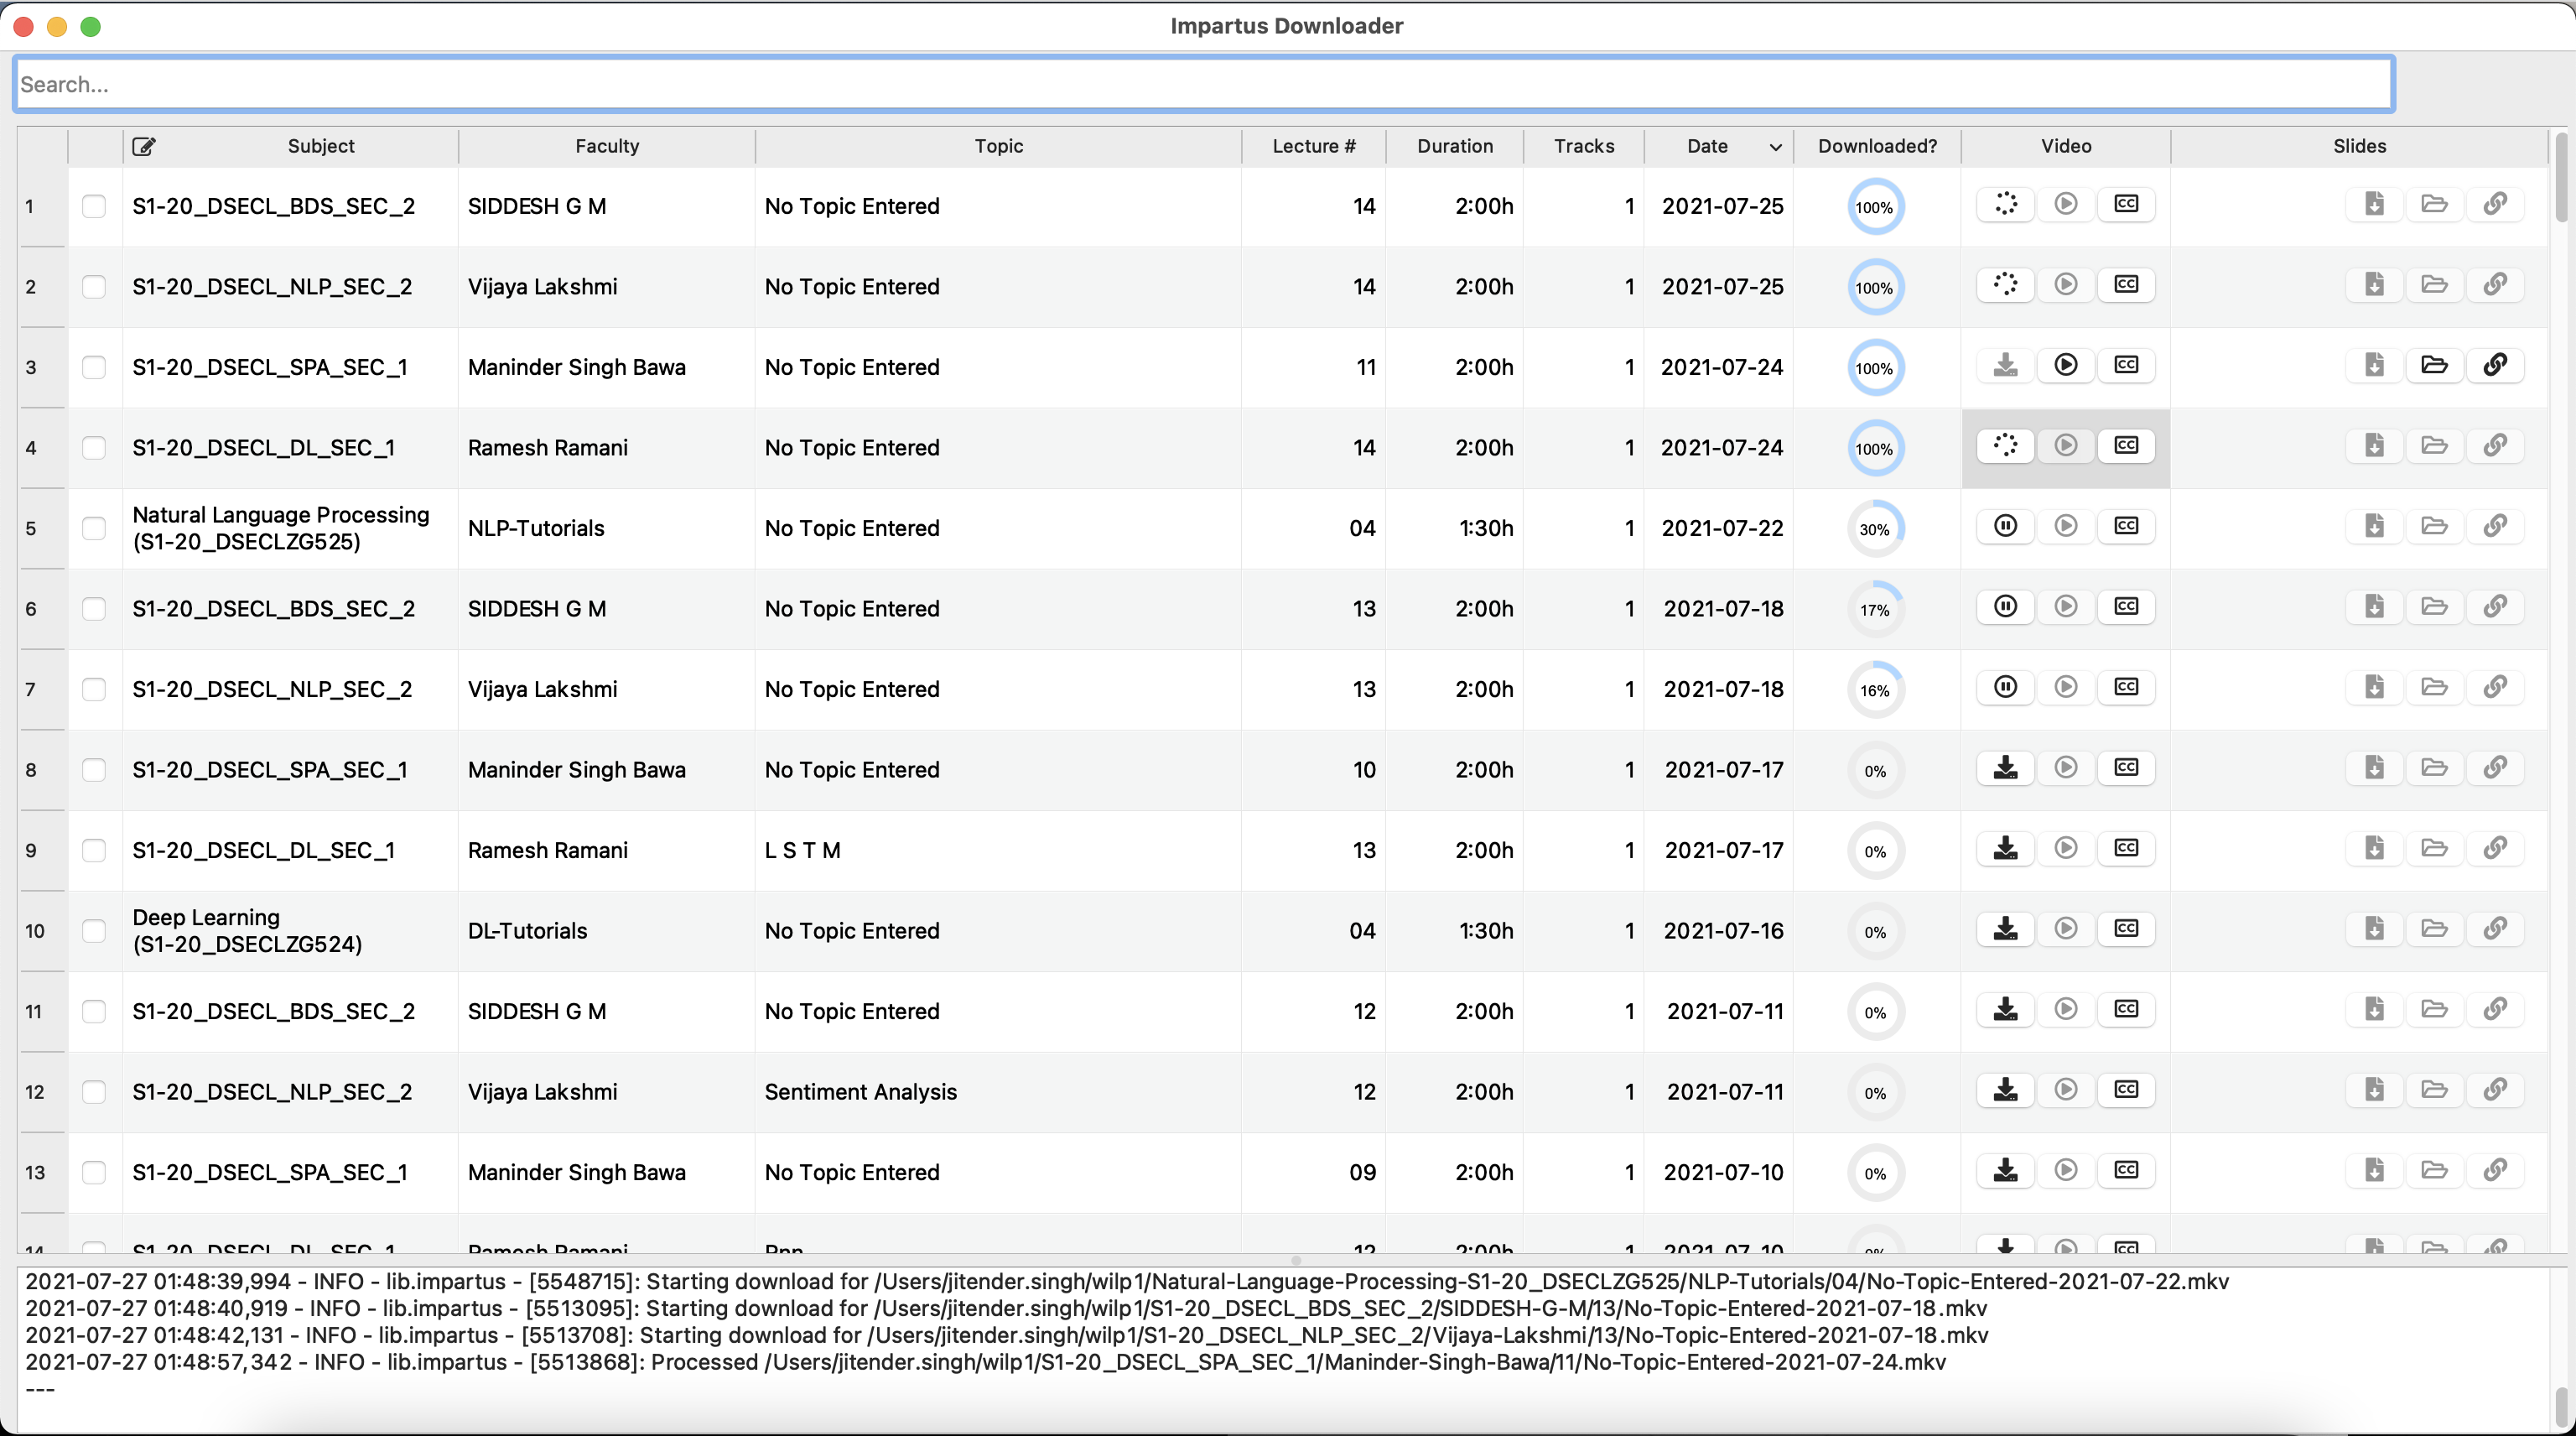 Impartus Downloader
Search...
Subject Faculty Topic Lecture # Duration Tracks Date Downloaded? Video Slides
1 S1-20_DSECL_BDS_SEC_2 SIDDESH G M No Topic Entered 14 2:00h 1 2021-07-25 100% CC
2 S1-20_DSECL_NLP_SEC_2 Vijaya Lakshmi No Topic Entered 14 2:00h 1 2021-07-25 100% CC
3 S1-20_DSECL_SPA_SEC_1 Maninder Singh Bawa No Topic Entered 11 2:00h 1 2021-07-24 100% CC
4 S1-20_DSECL_DL_SEC_1 Ramesh Ramani No Topic Entered 14 2:00h 1 2021-07-24 100% CC
Natural Language Processing
5 (S1-20_DSECLZG525) NLP-Tutorials No Topic Entered 04 1:30h 1 2021-07-22 30% CC
6 S1-20_DSECL_BDS_SEC_2 SIDDESH G M No Topic Entered 13 2:00h 1 2021-07-18 17% CC
7 S1-20_DSECL_NLP_SEC_2 Vijaya Lakshmi No Topic Entered 13 2:00h 1 2021-07-18 16% CC
8 S1-20_DSECL_SPA_SEC_1 Maninder Singh Bawa No Topic Entered 10 2:00h 1 2021-07-17 0% CC
9 S1-20_DSECL_DL_SEC_1 Ramesh Ramani L S T M 13 2:00h 1 2021-07-17 0% CC
Deep Learning
10 (S1-20_DSECLZG524) DL-Tutorials No Topic Entered 04 1:30h 1 2021-07-16 0% CC
11 S1-20_DSECL_BDS_SEC_2 SIDDESH G M No Topic Entered 12 2:00h 1 2021-07-11 0% CC
12 S1-20_DSECL_NLP_SEC_2 Vijaya Lakshmi Sentiment Analysis 12 2:00h 1 2021-07-11 0% CC
13 S1-20_DSECL_SPA_SEC_1 Maninder Singh Bawa No Topic Entered 09 2:00h 1 2021-07-10 0% CC
14 S1-20_DSECL_DL_SEC_1 Ramesh Ramani Rnn 12 2:00h 1 2021-07-10 0% CC
2021-07-27 01:48:39,994 - INFO - lib.impartus - [5548715]: Starting download for /Users/jitender.singh/wilp1/Natural-Language-Processing-S1-20_DSECLZG525/NLP-Tutorials/04/No-Topic-Entered-2021-07-22.mkv
2021-07-27 01:48:40,919 - INFO - lib.impartus - [5513095]: Starting download for /Users/jitender.singh/wilp1/S1-20_DSECL_BDS_SEC_2/SIDDESH-G-M/13/No-Topic-Entered-2021-07-18.mkv
2021-07-27 01:48:42,131 - INFO - lib.impartus - [5513708]: Starting download for /Users/jitender.singh/wilp1/S1-20_DSECL_NLP_SEC_2/Vijaya-Lakshmi/13/No-Topic-Entered-2021-07-18.mkv
2021-07-27 01:48:57,342 - INFO - lib.impartus - [5513868]: Processed /Users/jitender.singh/wilp1/S1-20_DSECL_SPA_SEC_1/Maninder-Singh-Bawa/11/No-Topic-Entered-2021-07-24.mkv
---